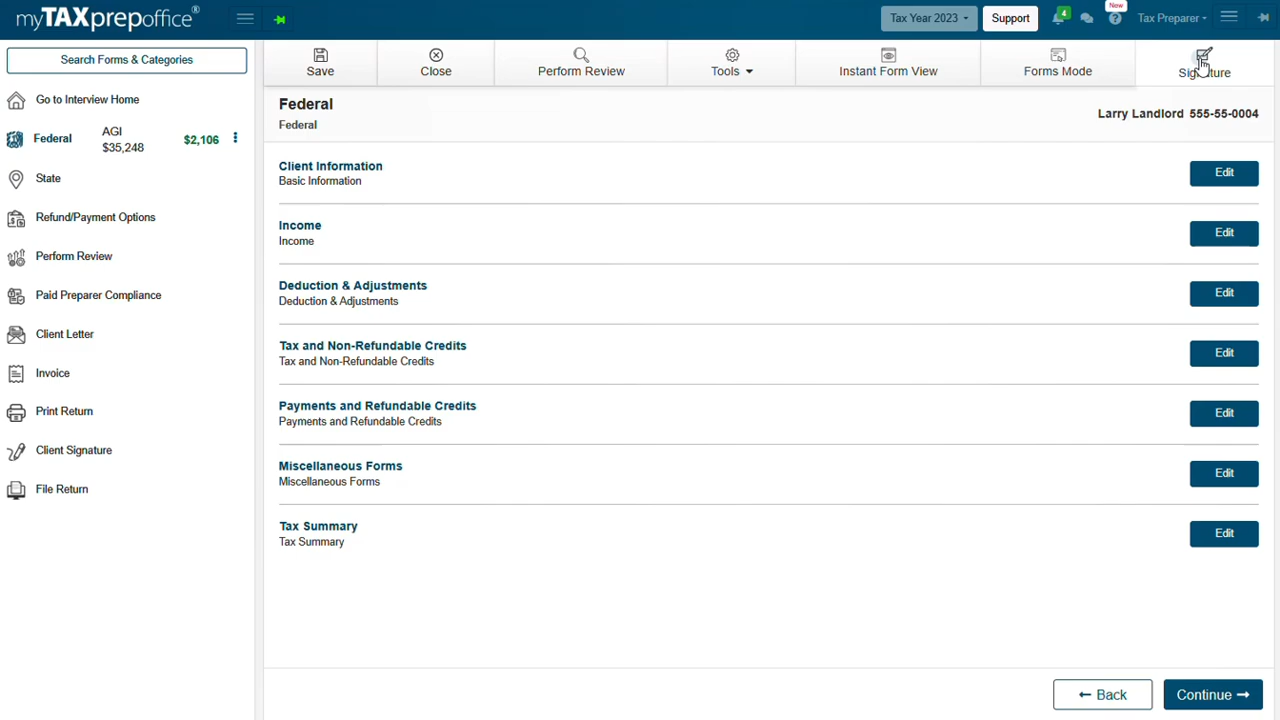 myTAXprepoffice®
Tax Year 2023
Support
4
New
Tax Preparer
Search Forms & Categories
Save
Close
Perform Review
Tools
Instant Form View
Forms Mode
Signature
Go to Interview Home
Federal
AGI
$35,248
$2,106
State
Refund/Payment Options
Perform Review
Paid Preparer Compliance
Client Letter
Invoice
Print Return
Client Signature
File Return
Federal
Federal
Larry Landlord 555-55-0004
Client Information
Basic Information
Edit
Income
Income
Edit
Deduction & Adjustments
Deduction & Adjustments
Edit
Tax and Non-Refundable Credits
Tax and Non-Refundable Credits
Edit
Payments and Refundable Credits
Payments and Refundable Credits
Edit
Miscellaneous Forms
Miscellaneous Forms
Edit
Tax Summary
Tax Summary
Edit
← Back
Continue →